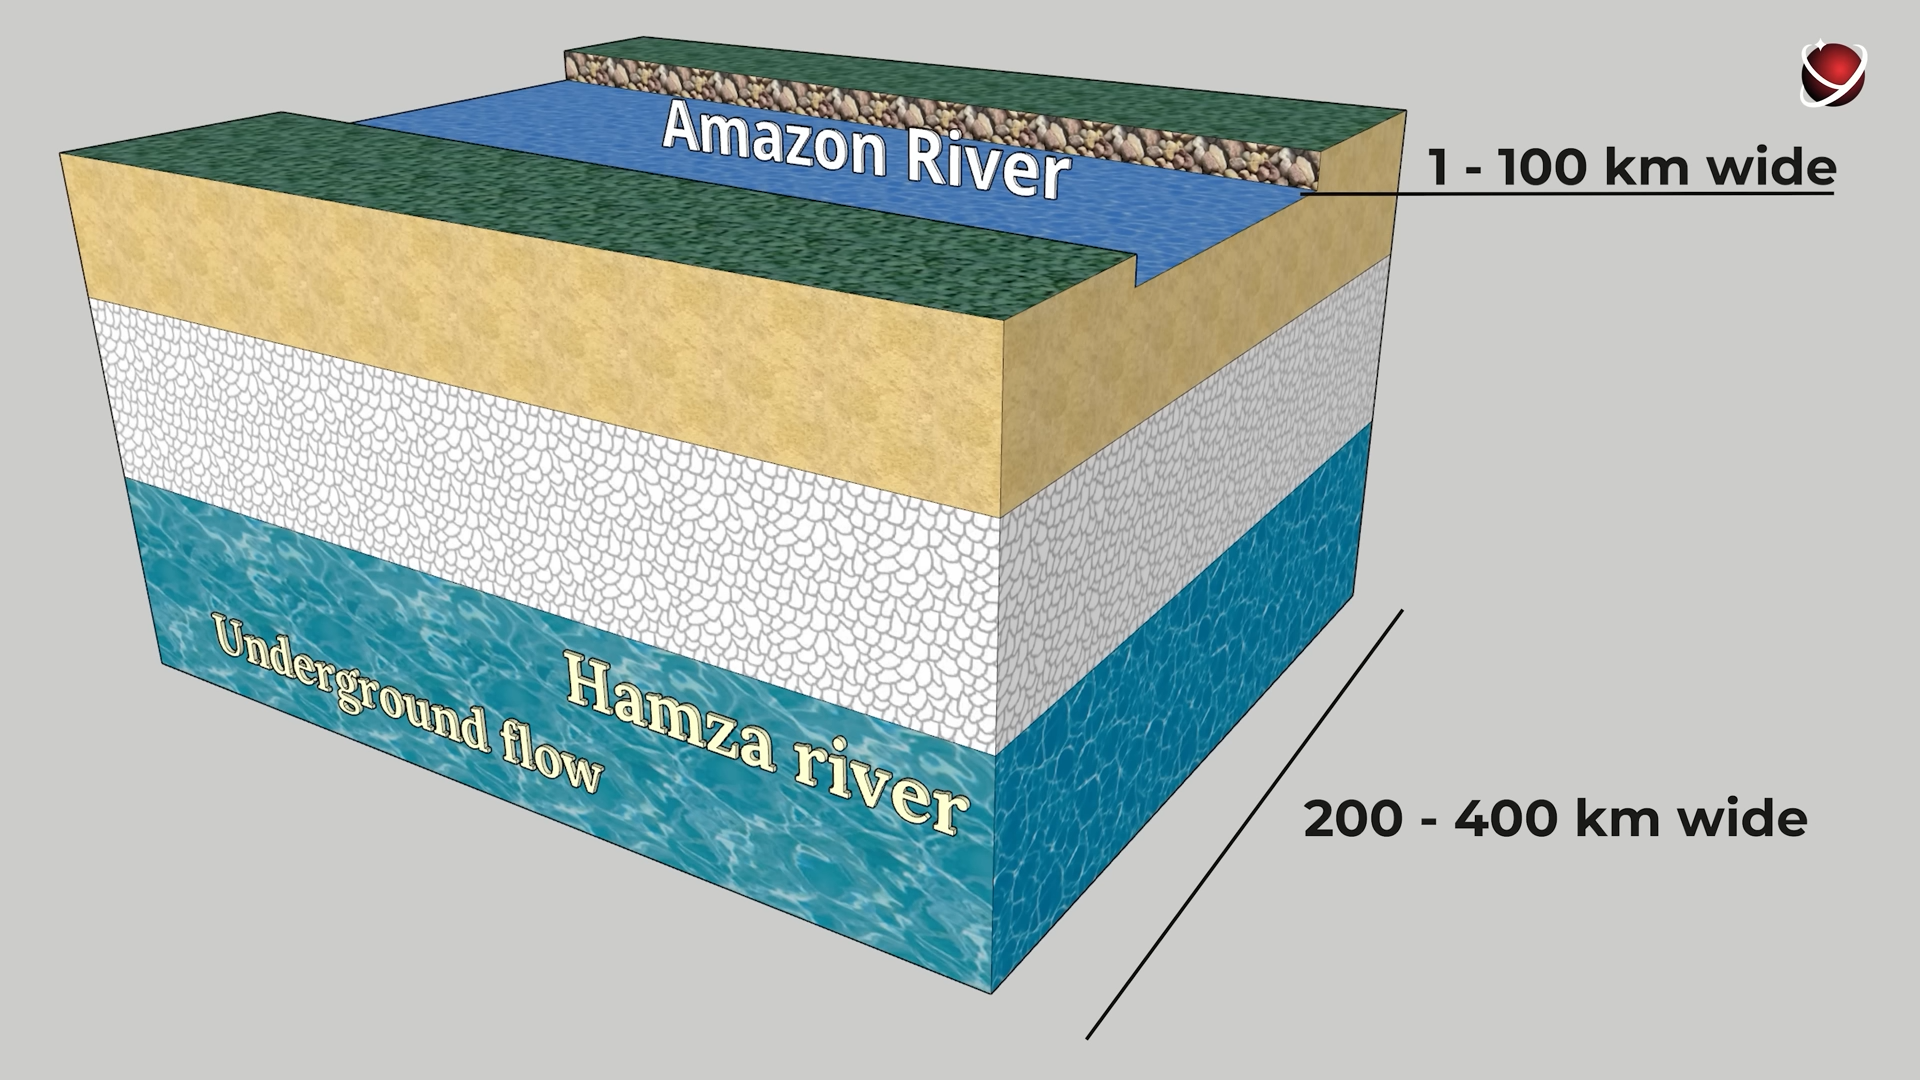 Amazon River
1 - 100 km wide
Hamza river
Underground flow
200 - 400 km wide